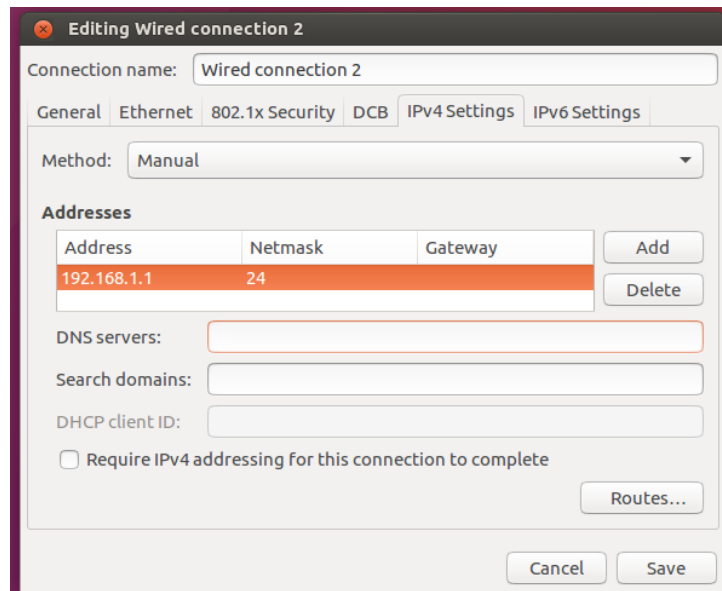 Editing Wired connection 2
Connection name: Wired connection 2
General Ethernet 802.1x Security DCB IPv4 Settings IPv6 Settings
Method: Manual
Addresses
Address Netmask Gateway Add
192.168.1.1 24
Delete
DNS servers:
Search domains:
DHCP client ID:
Require IPv4 addressing for this connection to complete
Routes...
Cancel Save